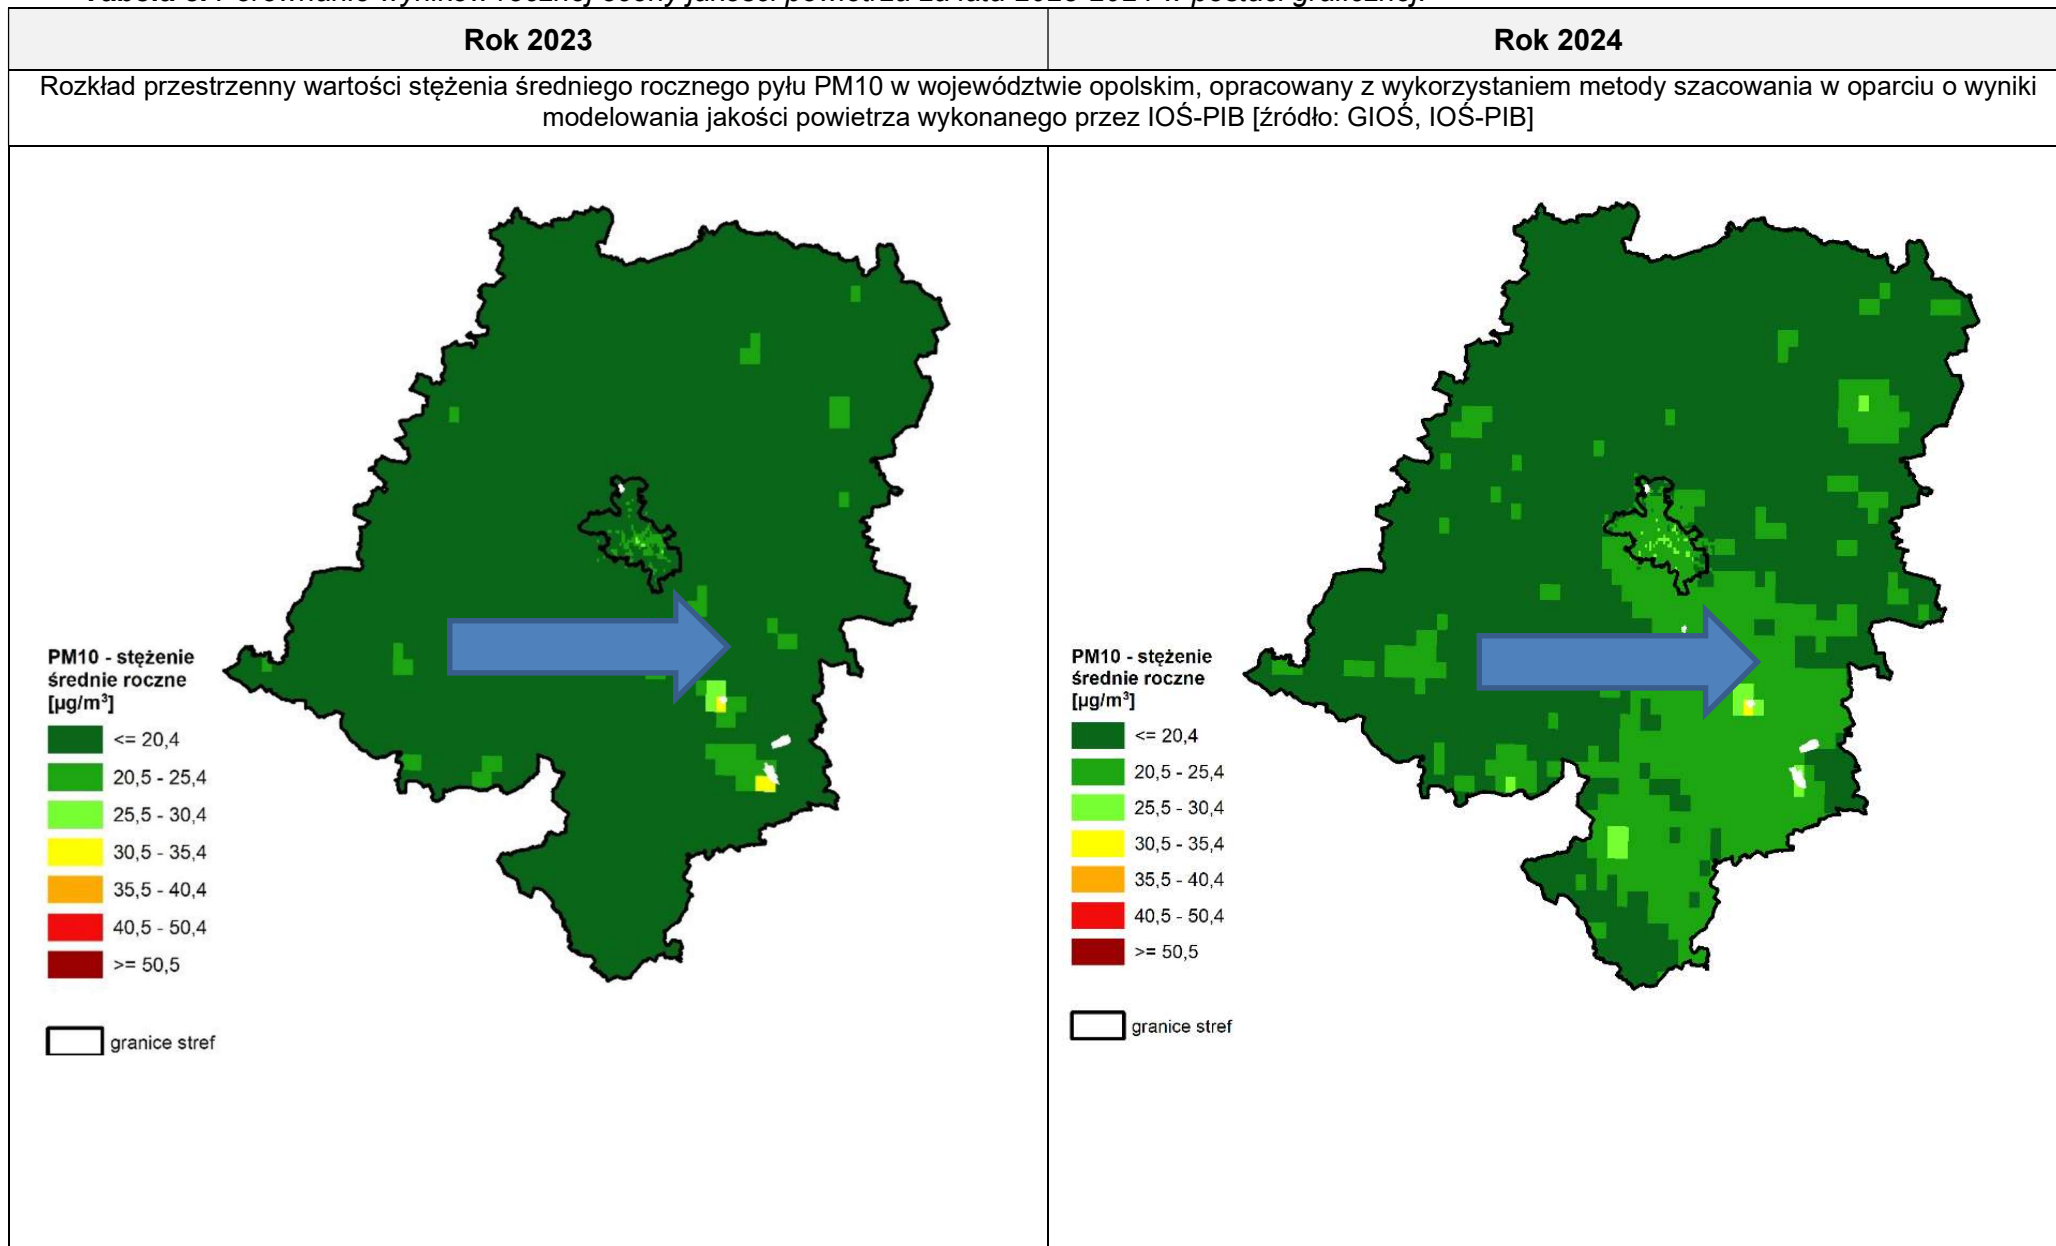 Rok 2023
Rok 2024
Rozkład przestrzenny wartości stężenia średniego rocznego pyłu PM10 w województwie opolskim, opracowany z wykorzystaniem metody szacowania w oparciu o wyniki
modelowania jakości powietrza wykonanego przez IOŚ-PIB [źródło: GIOŚ, IOŚ-PIB]
PM10 - stężenie
średnie roczne
[µg/m³]
<= 20,4
20,5 - 25,4
25,5 - 30,4
30,5 - 35,4
35,5 - 40,4
40,5 - 50,4
>= 50,5
granice stref
PM10 - stężenie
średnie roczne
[µg/m³]
<= 20,4
20,5 - 25,4
25,5 - 30,4
30,5 - 35,4
35,5 - 40,4
40,5 - 50,4
>= 50,5
granice stref